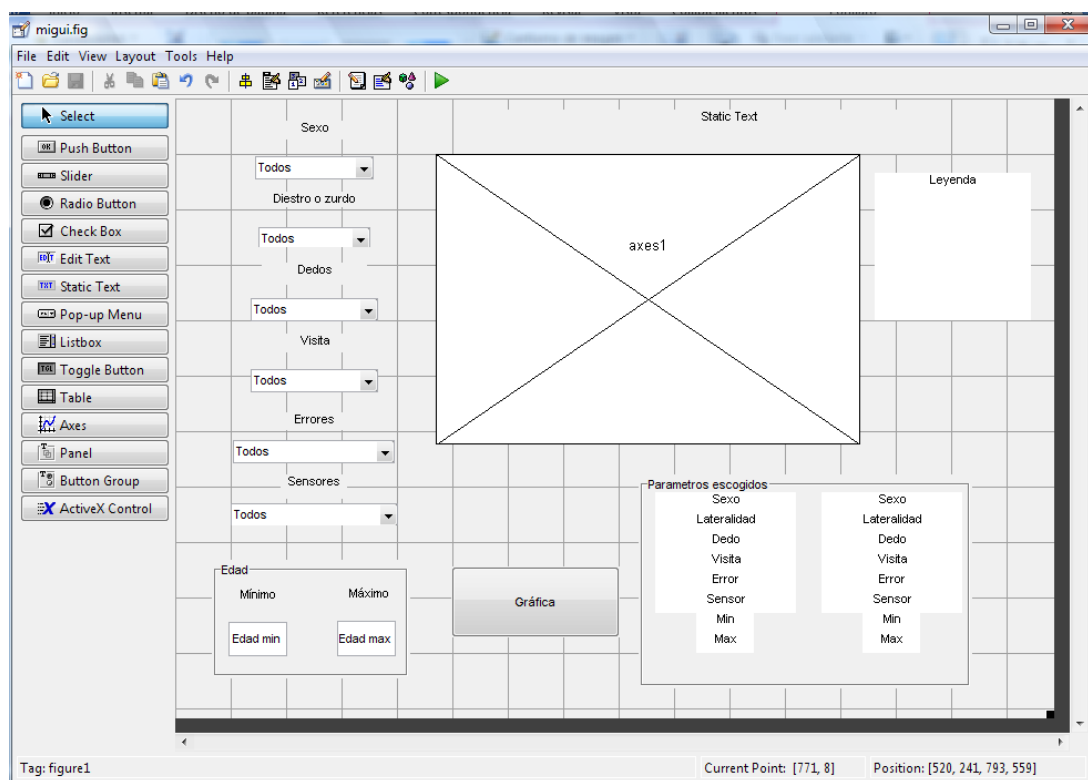 migui.fig
File Edit View Layout Tools Help
Select
Push Button
Slider
Radio Button
Check Box
Edit Text
Static Text
Pop-up Menu
Listbox
Toggle Button
Table
Axes
Panel
Button Group
ActiveX Control
Sexo
Todos
Diestro o zurdo
Todos
Dedos
Todos
Visita
Todos
Errores
Todos
Sensores
Todos
Edad
Mínimo Máximo
Edad min Edad max
Static Text
axes1
Leyenda
Gráfica
Parametros escogidos
Sexo Sexo
Lateralidad Lateralidad
Dedo Dedo
Visita Visita
Error Error
Sensor Sensor
Min Min
Max Max
Tag: figure1 Current Point: [771, 8] Position: [520, 241, 793, 559]